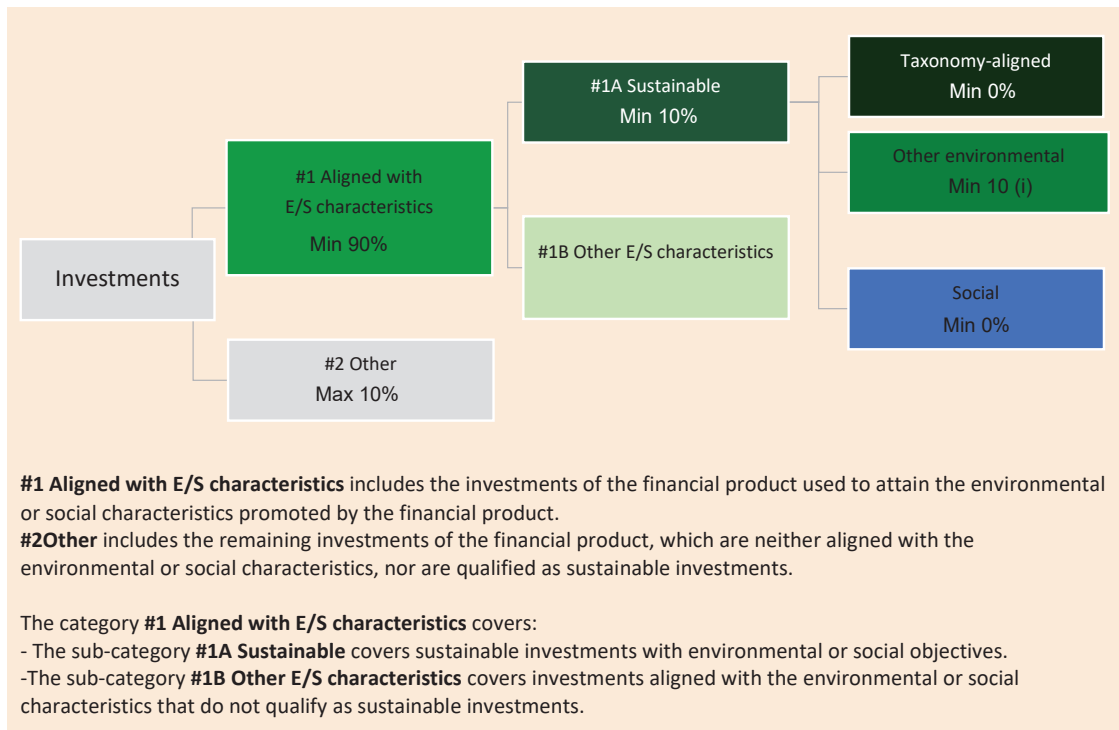 Investments
#1 Aligned with
E/S characteristics
Min 90%
#2 Other
Max 10%
#1A Sustainable
Min 10%
#1B Other E/S characteristics
Taxonomy-aligned
Min 0%
Other environmental
Min 10 (i)
Social
Min 0%
#1 Aligned with E/S characteristics includes the investments of the financial product used to attain the environmental
or social characteristics promoted by the financial product.
#2Other includes the remaining investments of the financial product, which are neither aligned with the
environmental or social characteristics, nor are qualified as sustainable investments.
The category #1 Aligned with E/S characteristics covers:
- The sub-category #1A Sustainable covers sustainable investments with environmental or social objectives.
-The sub-category #1B Other E/S characteristics covers investments aligned with the environmental or social
characteristics that do not qualify as sustainable investments.